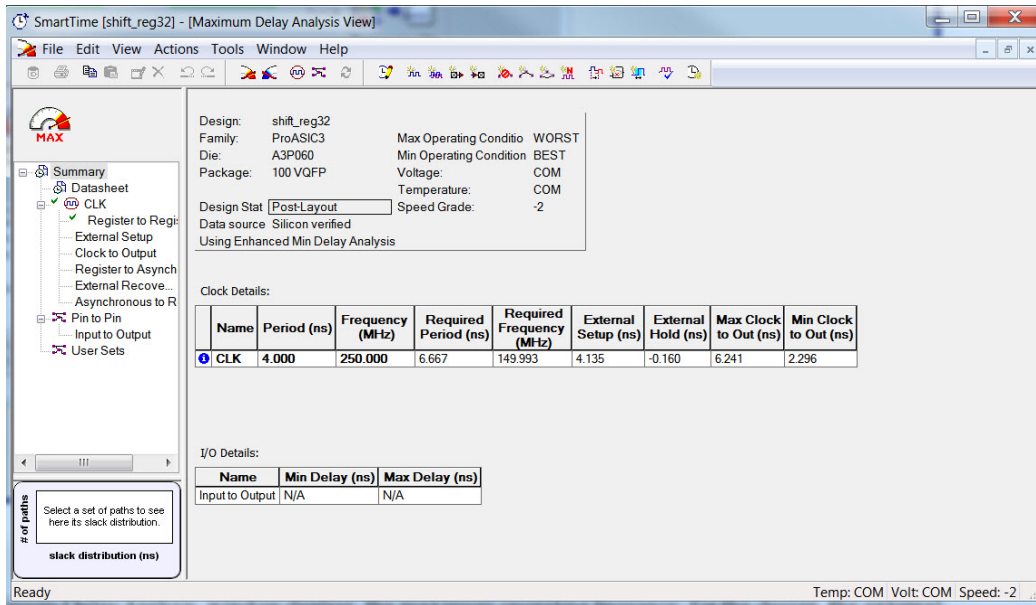 SmartTime [shift_reg32] - [Maximum Delay Analysis View]
File Edit View Actions Tools Window Help
MAX
Summary
Datasheet
CLK
Register to Regis
External Setup
Clock to Output
Register to Asynch
External Recove...
Asynchronous to R
Pin to Pin
Input to Output
User Sets
# of paths
Select a set of paths to see
here its slack distribution.
slack distribution (ns)
Design: shift_reg32
Family: ProASIC3 Max Operating Conditio WORST
Die: A3P060 Min Operating Condition BEST
Package: 100 VQFP Voltage: COM
Temperature: COM
Design Stat Post-Layout Speed Grade: -2
Data source Silicon verified
Using Enhanced Min Delay Analysis
Clock Details:
Name Period (ns) Frequency (MHz) Required Period (ns) Required Frequency (MHz) External Setup (ns) External Hold (ns) Max Clock to Out (ns) Min Clock to Out (ns)
CLK 4.000 250.000 6.667 149.993 4.135 -0.160 6.241 2.296
I/O Details:
Name Min Delay (ns) Max Delay (ns)
Input to Output N/A N/A
Ready Temp: COM Volt: COM Speed: -2